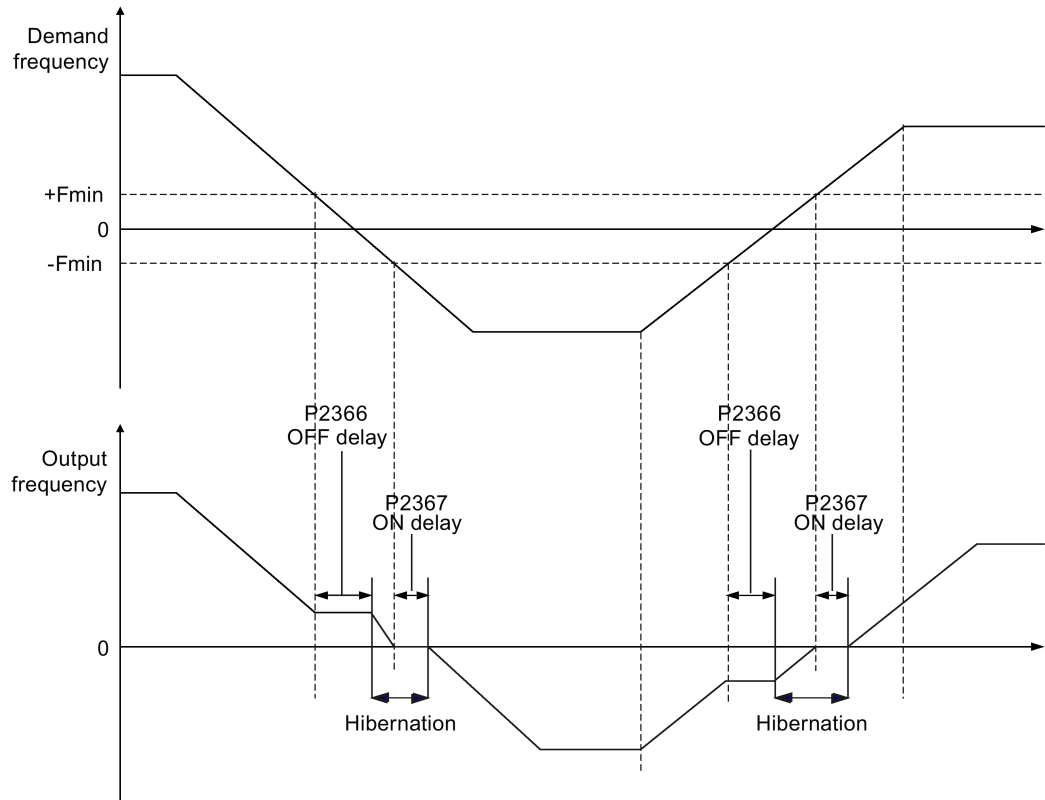 Demand
frequency
+Fmin
0
-Fmin
P2366
OFF delay
P2366
OFF delay
Output
frequency
P2367
ON delay
P2367
ON delay
0
Hibernation
Hibernation